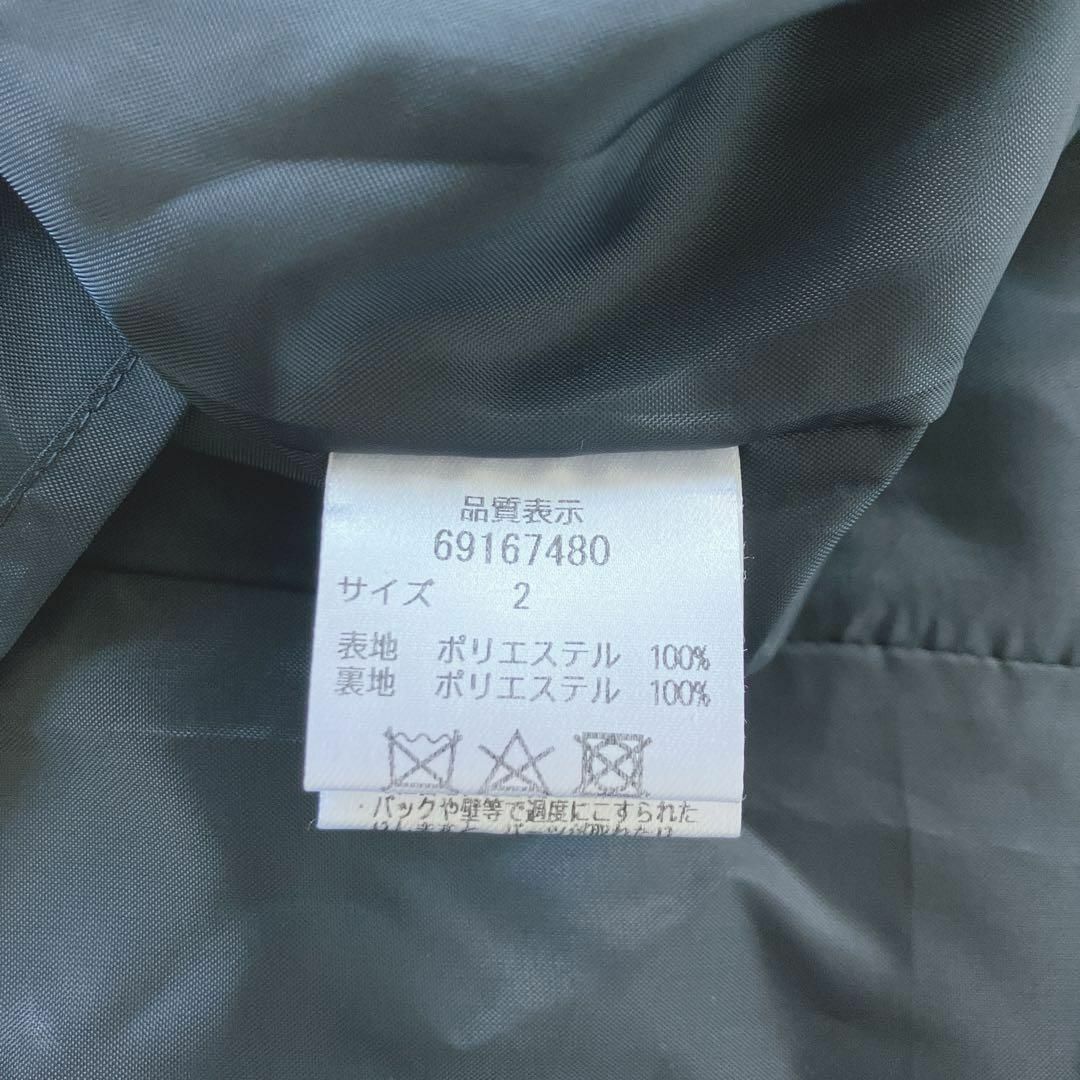 品質表示
69167480
サイズ 2
表地 ポリエステル 100%
裏地 ポリエステル 100%
・バックや壁等で過度にこすられた